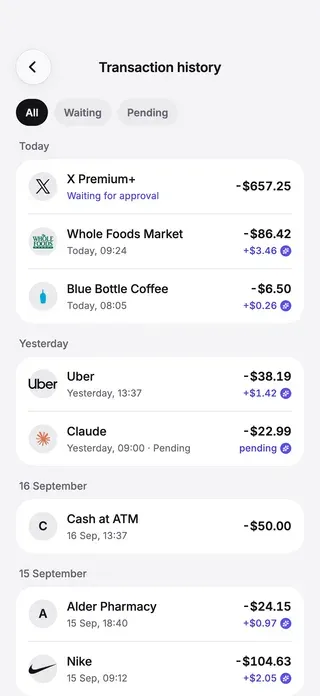 Transaction history
All
Waiting
Pending
Today
X Premium+
-$657.25
Waiting for approval
WHOLE
FOODS
Whole Foods Market
-$86.42
Today, 09:24
+$3.46
Blue Bottle Coffee
-$6.50
Today, 08:05
+$0.26
Yesterday
Uber
Uber
-$38.19
Yesterday, 13:37
+$1.42
Claude
-$22.99
Yesterday, 09:00 · Pending
pending
16 September
C
Cash at ATM
-$50.00
16 Sep, 13:37
15 September
A
Alder Pharmacy
-$24.15
15 Sep, 18:40
+$0.97
Nike
-$104.63
15 Sep, 09:12
+$2.05